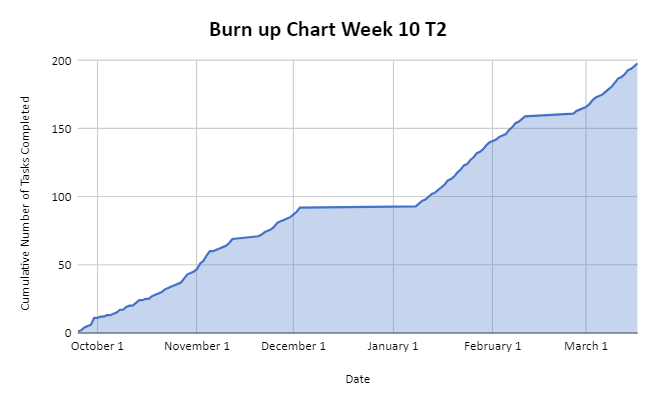 Burn up Chart Week 10 T2
Cumulative Number of Tasks Completed
200
150
100
50
0
October 1
November 1
December 1
January 1
February 1
March 1
Date